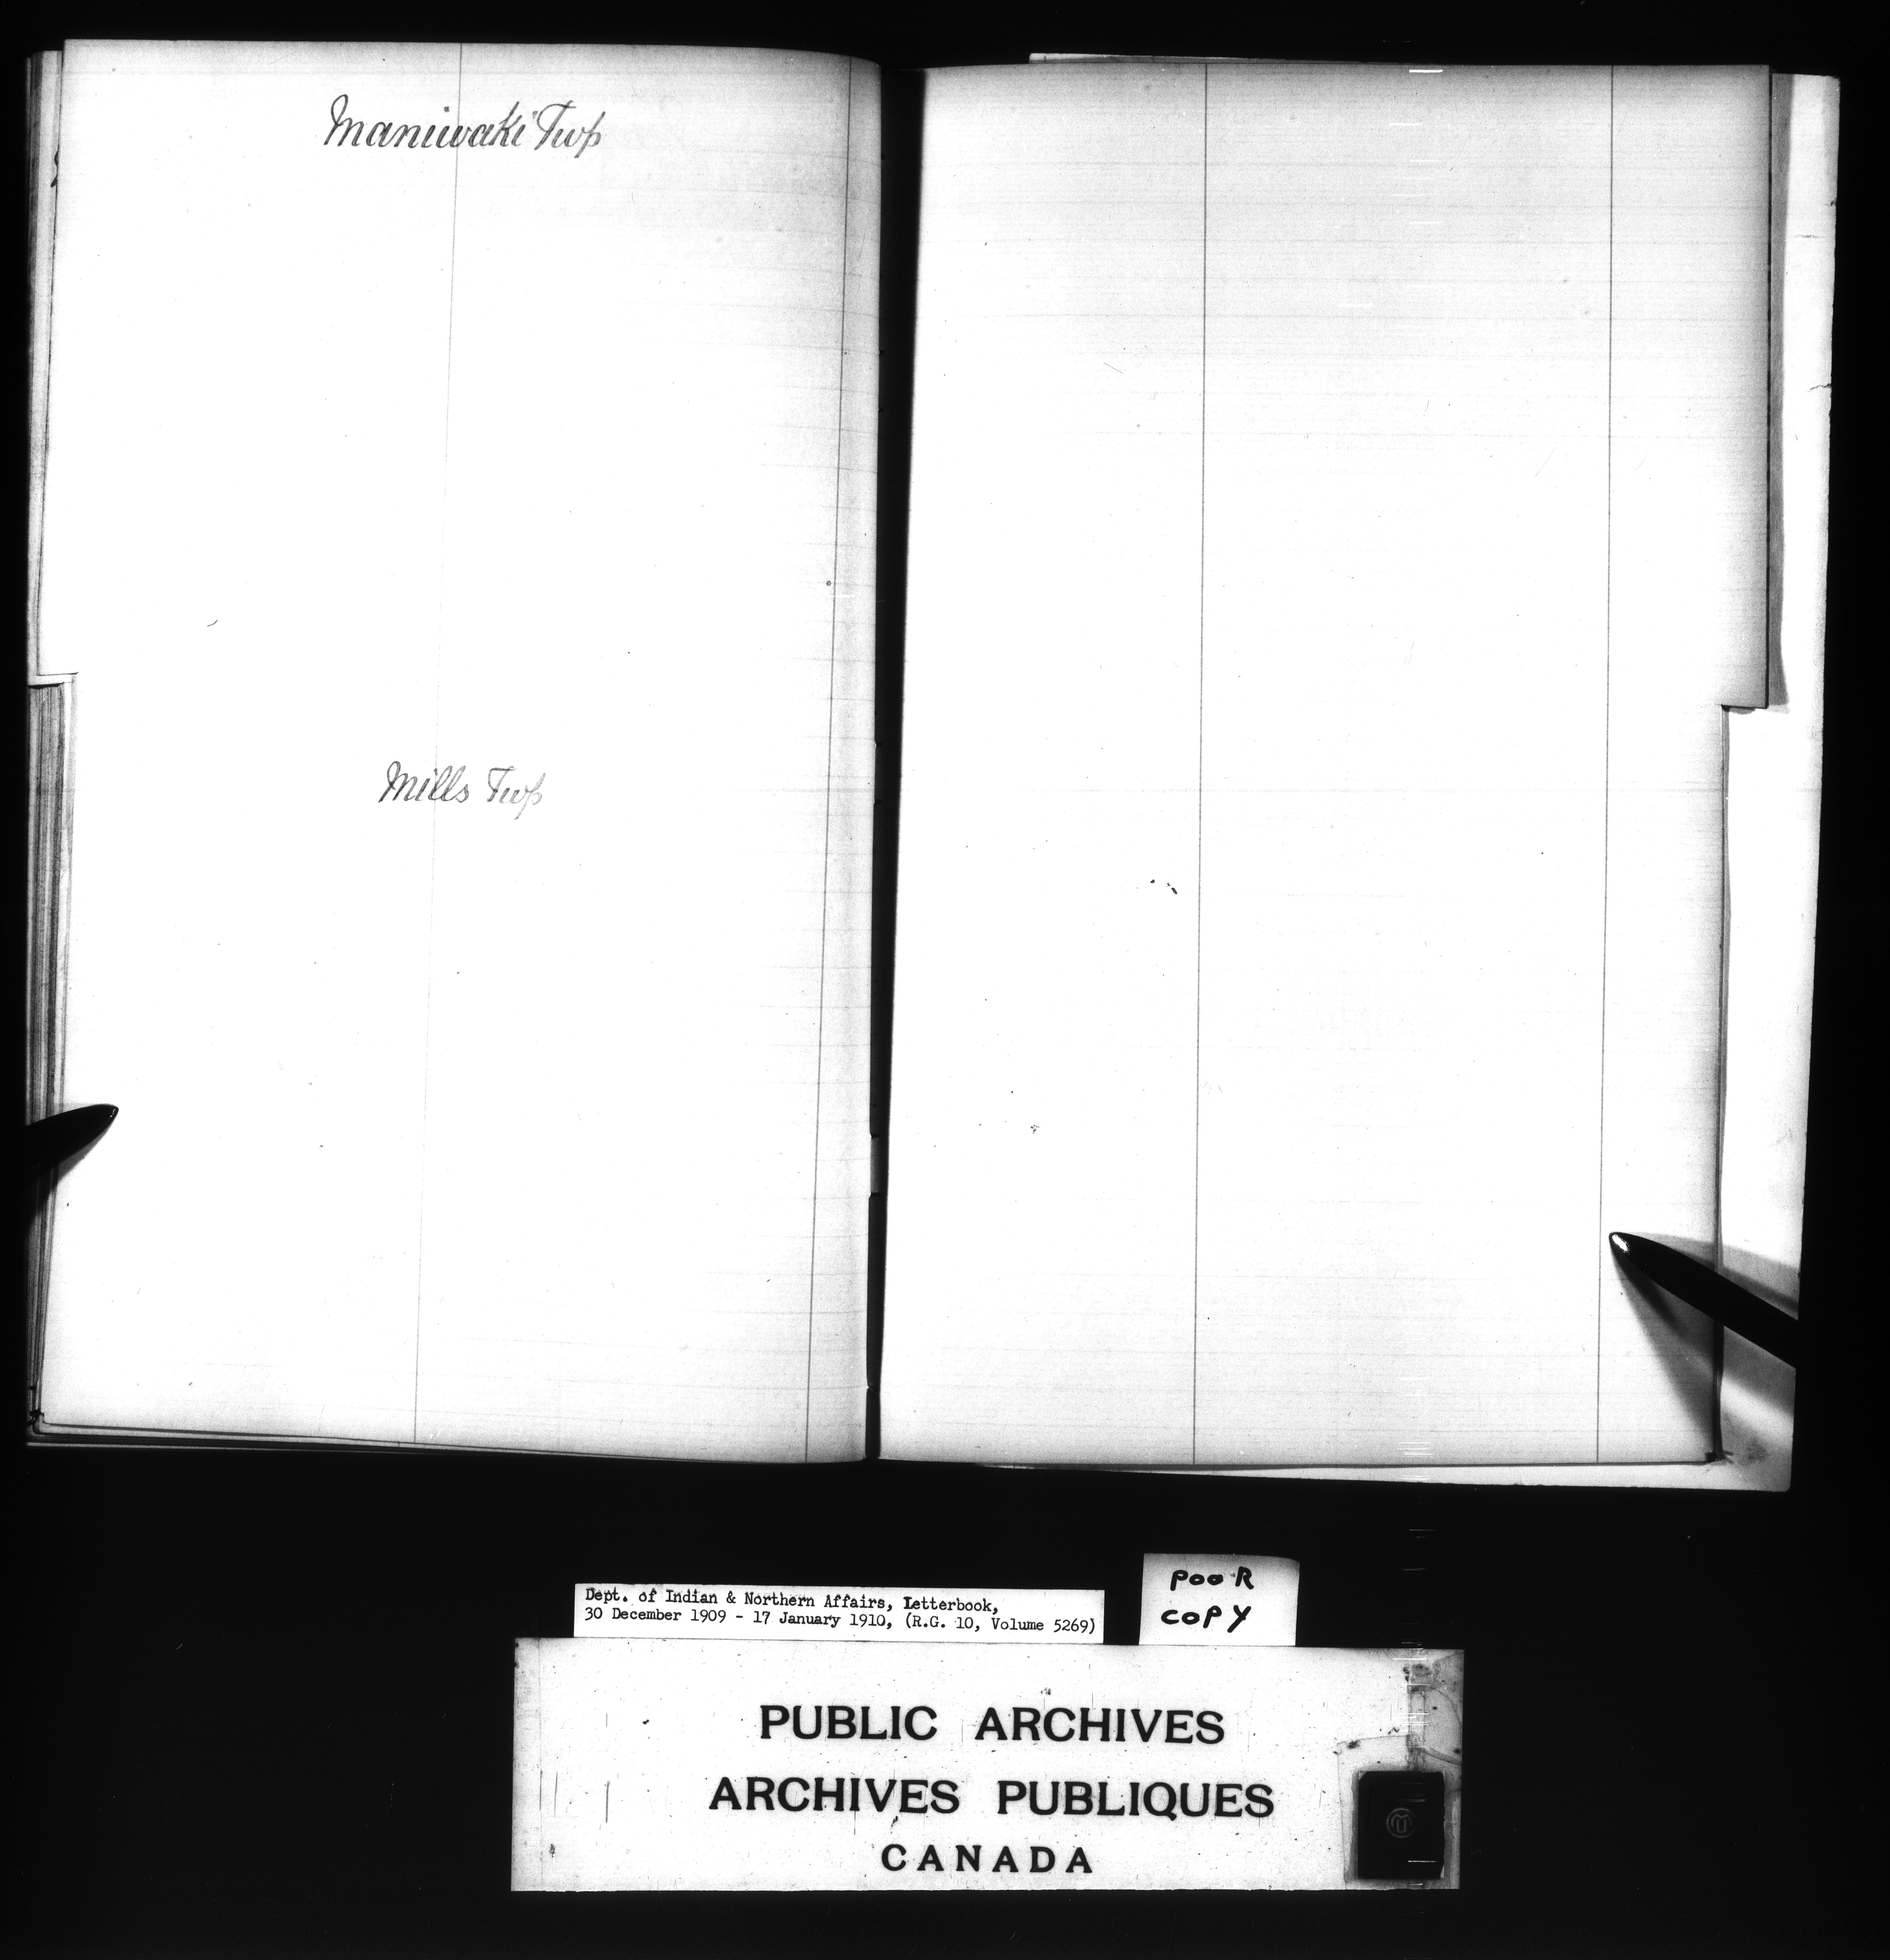 Maniwaki Twp
Mills Twp
Dept. of Indian & Northern Affairs, Letterbook,
30 December 1909 - 17 January 1910, (R.G. 10, Volume 5269)
POOR
COPY
PUBLIC ARCHIVES
ARCHIVES PUBLIQUES
CANADA